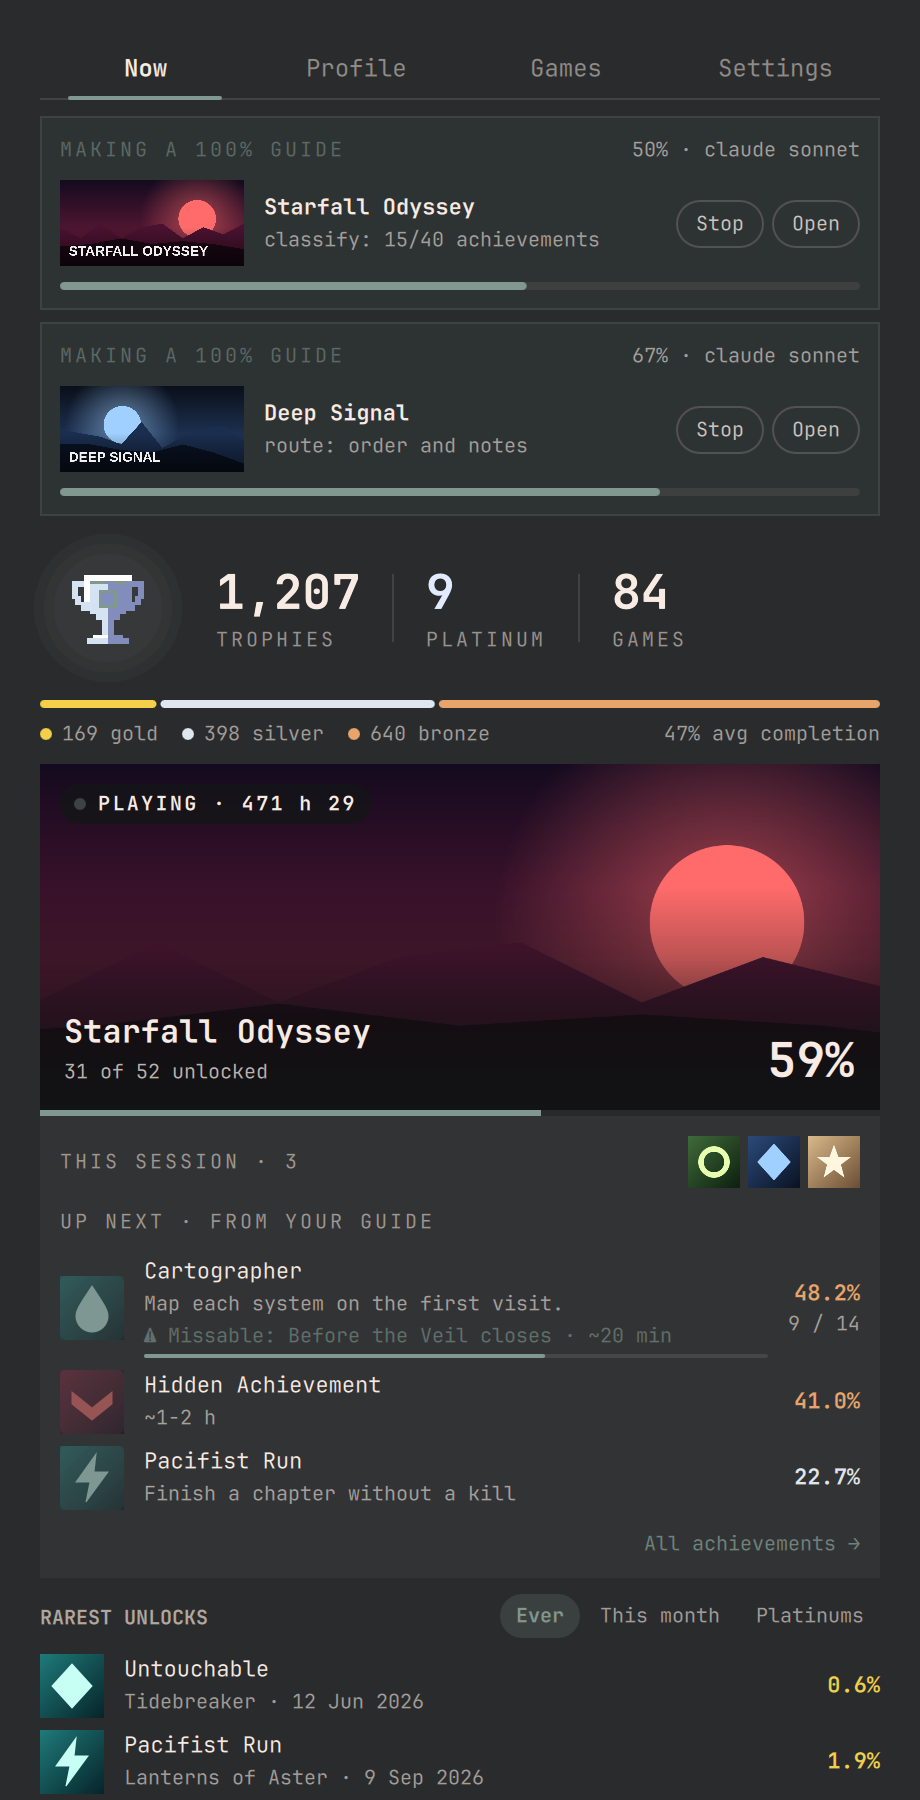 Now Profile Games Settings
MAKING A 100% GUIDE 50% · claude sonnet
STARFALL ODYSSEY
Starfall Odyssey
classify: 15/40 achievements
Stop Open
MAKING A 100% GUIDE 67% · claude sonnet
DEEP SIGNAL
Deep Signal
route: order and notes
Stop Open
1,207 9 84
TROPHIES PLATINUM GAMES
169 gold 398 silver 640 bronze 47% avg completion
PLAYING · 471 h 29
Starfall Odyssey
31 of 52 unlocked
59%
THIS SESSION · 3
UP NEXT · FROM YOUR GUIDE
Cartographer
Map each system on the first visit.
⚠ Missable: Before the Veil closes · ~20 min
48.2%
9 / 14
Hidden Achievement
~1-2 h
41.0%
Pacifist Run
Finish a chapter without a kill
22.7%
All achievements →
RAREST UNLOCKS Ever This month Platinums
Untouchable
Tidebreaker · 12 Jun 2026
0.6%
Pacifist Run
Lanterns of Aster · 9 Sep 2026
1.9%